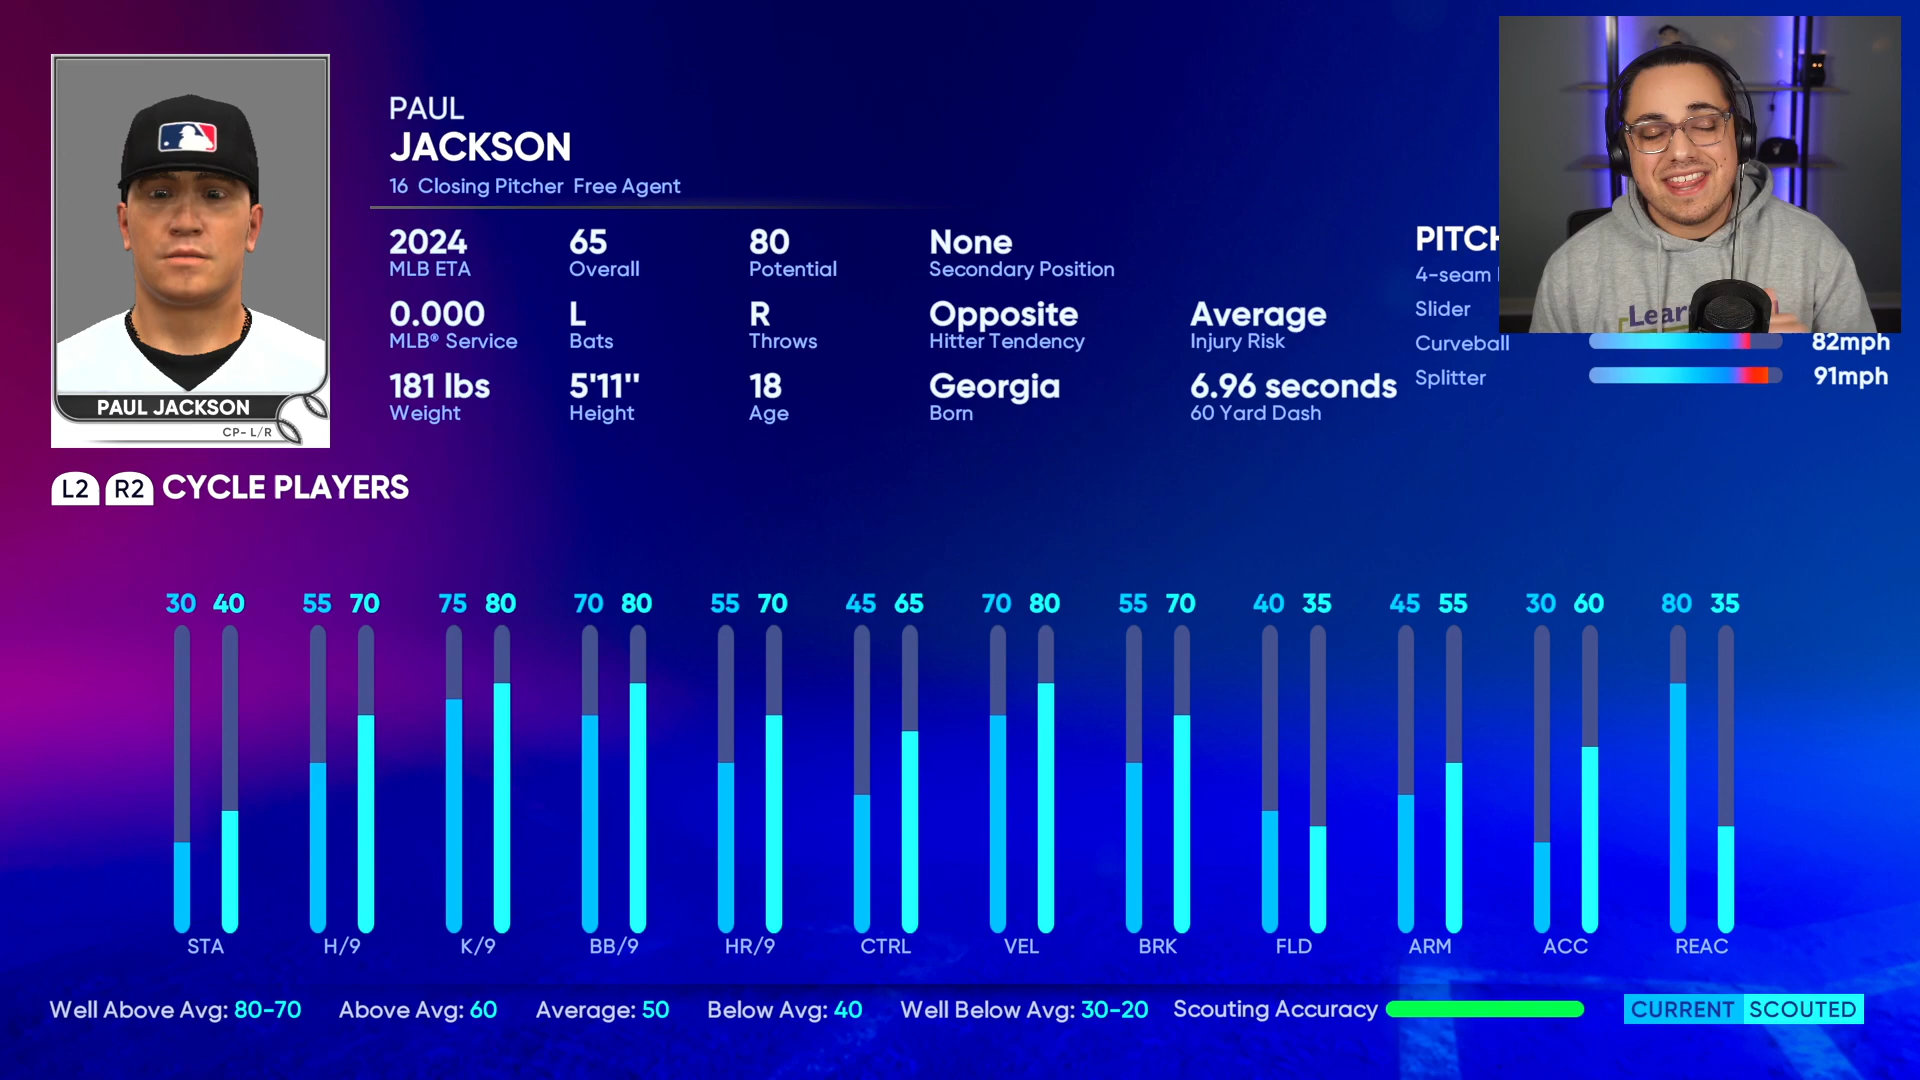 PAUL
JACKSON
16 Closing Pitcher Free Agent
2024 65 80 None
MLB ETA Overall Potential Secondary Position
0.000 L R Opposite Average
MLB® Service Bats Throws Hitter Tendency Injury Risk
181 lbs 5'11" 18 Georgia 6.96 seconds
Weight Height Age Born 60 Yard Dash
4-seam
Slider
Curveball 82mph
Splitter 91mph
PAUL JACKSON
CP- L/R
L2 R2 CYCLE PLAYERS
30 40 55 70 75 80 70 80 55 70 45 65 70 80 55 70 40 35 45 55 30 60 80 35
STA H/9 K/9 BB/9 HR/9 CTRL VEL BRK FLD ARM ACC REAC
Well Above Avg: 80-70 Above Avg: 60 Average: 50 Below Avg: 40 Well Below Avg: 30-20 Scouting Accuracy CURRENT SCOUTED